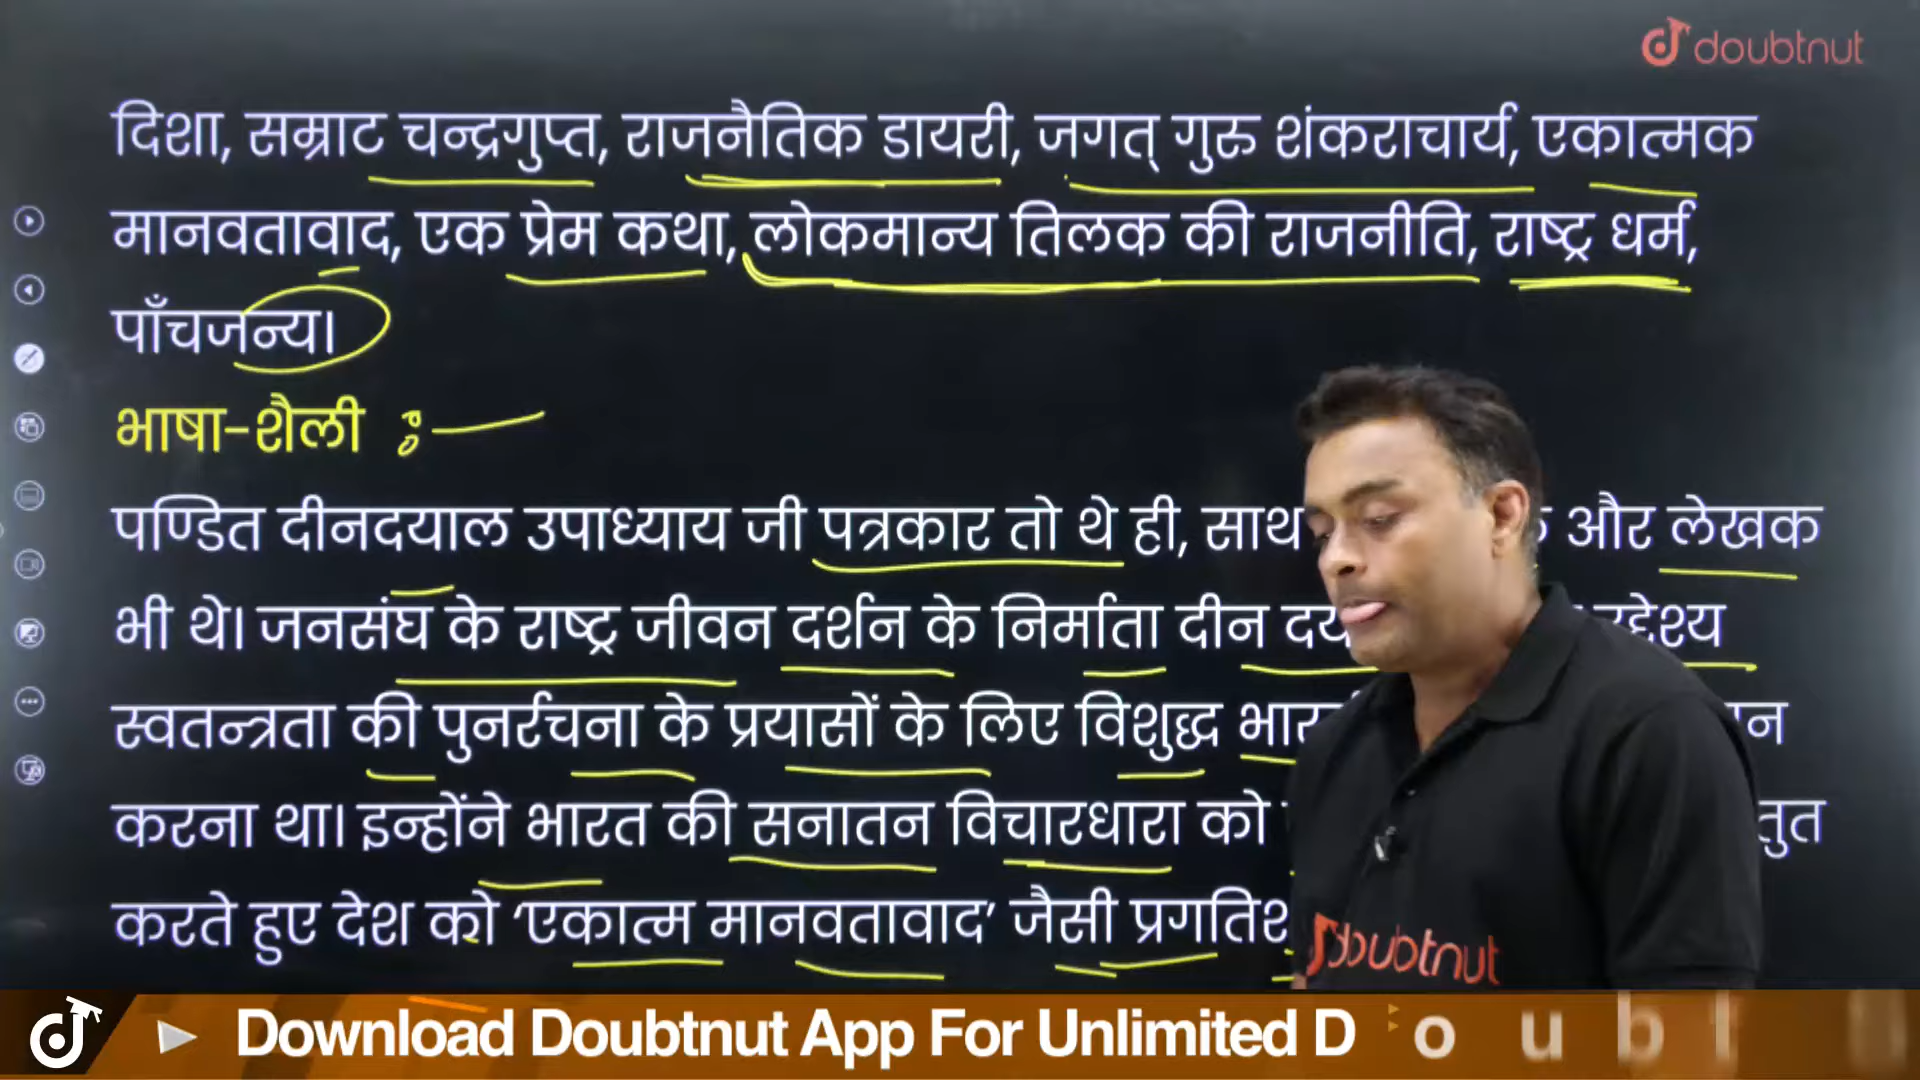 doubtnut
दिशा, सम्राट चन्द्रगुप्त, राजनैतिक डायरी, जगत् गुरु शंकराचार्य, एकात्मक
मानवतावाद, एक प्रेम कथा, लोकमान्य तिलक की राजनीति, राष्ट्र धर्म,
पाँचजन्य।
भाषा-शैली :—
पण्डित दीनदयाल उपाध्याय जी पत्रकार तो थे ही, साथ और लेखक
भी थे। जनसंघ के राष्ट्र जीवन दर्शन के निर्माता दीन
स्वतन्त्रता की पुनर्रचना के प्रयासों के लिए विशुद्ध
करना था। इन्होंने भारत की सनातन विचारधारा को
करते हुए देश को ‘एकात्म मानवतावाद’ जैसी
doubtnut
Download Doubtnut App For Unlimited D o u b